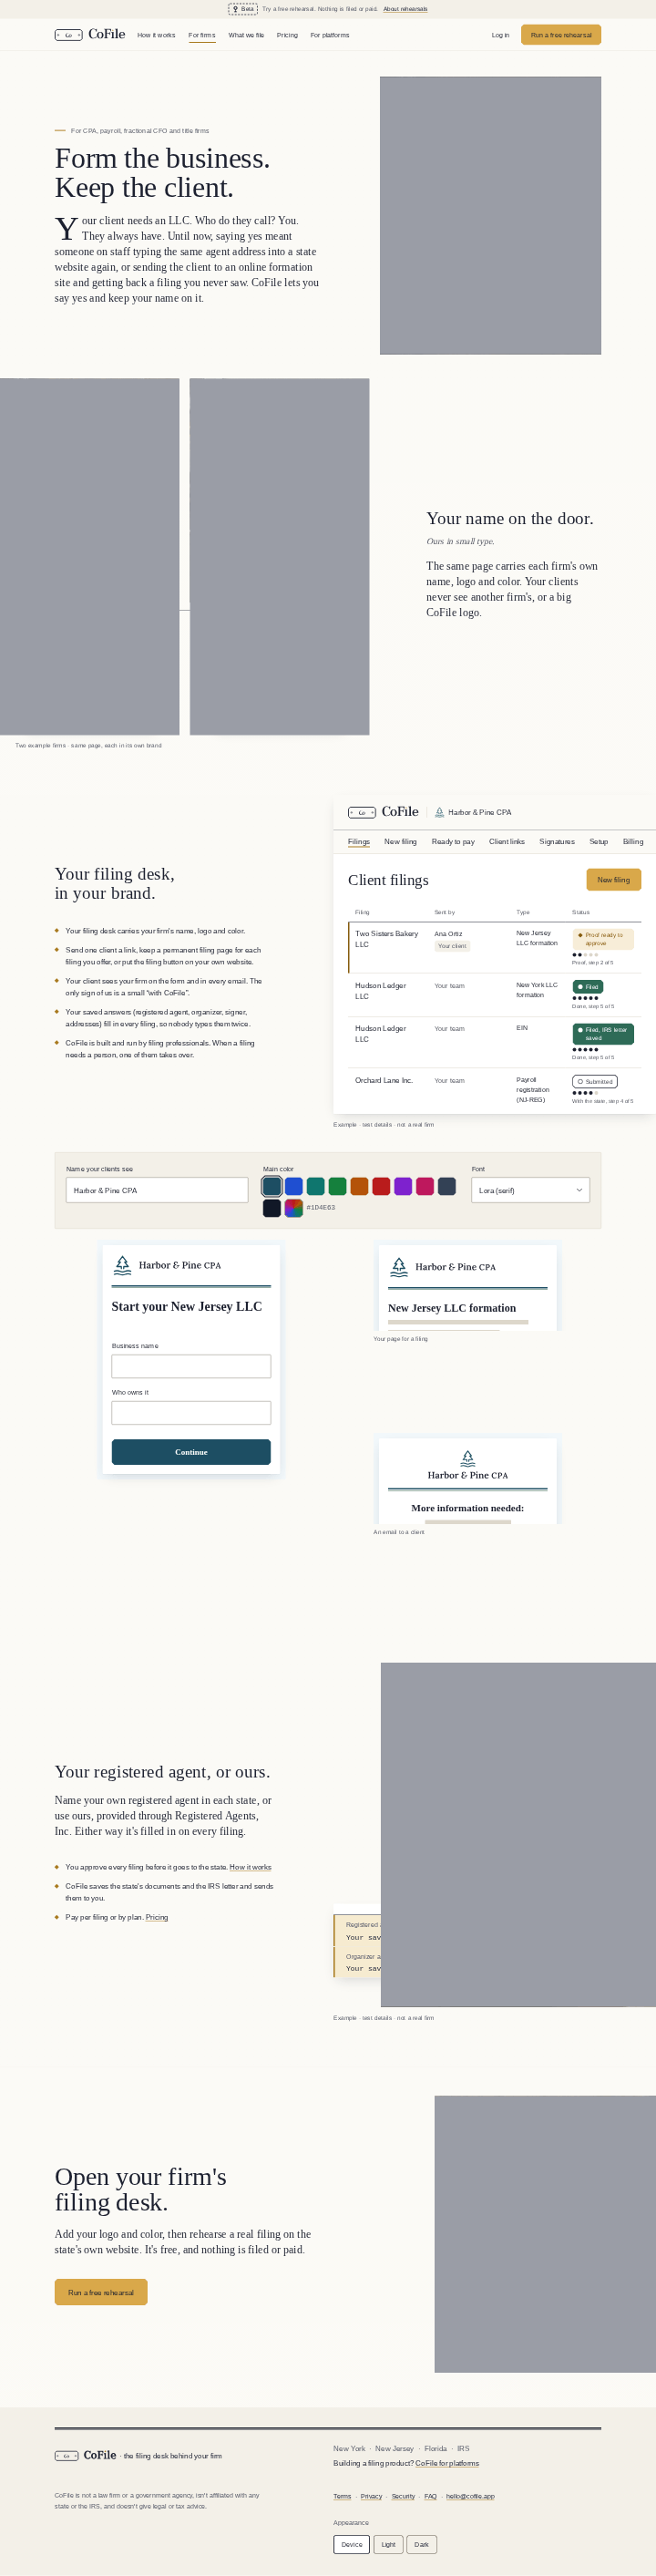 Beta Try a free rehearsal. Nothing is filed or paid. About rehearsals
Co CoFile How it works For firms What we file Pricing For platforms Log in Run a free rehearsal
For CPA, payroll, fractional CFO and title firms
Form the business.
Keep the client.
Your client needs an LLC. Who do they call? You.
They always have. Until now, saying yes meant
someone on staff typing the same agent address into a state
website again, or sending the client to an online formation
site and getting back a filing you never saw. CoFile lets you
say yes and keep your name on it.
Your name on the door.
Ours in small type.
The same page carries each firm's own
name, logo and color. Your clients
never see another firm's, or a big
CoFile logo.
Two example firms · same page, each in its own brand
Your filing desk,
in your brand.
Your filing desk carries your firm's name, logo and color.
Send one client a link, keep a permanent filing page for each
filing you offer, or put the filing button on your own website.
Your client sees your firm on the form and in every email. The
only sign of us is a small "with CoFile".
Your saved answers (registered agent, organizer, signer,
addresses) fill in every filing, so nobody types them twice.
CoFile is built and run by filing professionals. When a filing
needs a person, one of them takes over.
Co CoFile Harbor & Pine CPA
Filings New filing Ready to pay Client links Signatures Setup Billing
Client filings New filing
Filing Sent by Type Status
Two Sisters Bakery
LLC
Ana Ortiz
Your client
New Jersey
LLC formation
Proof ready to
approve
Proof, step 2 of 5
Hudson Ledger
LLC
Your team
New York LLC
formation
Filed
Done, step 5 of 5
Hudson Ledger
LLC
Your team
EIN
Filed, IRS letter
saved
Done, step 5 of 5
Orchard Lane Inc.
Your team
Payroll
registration
(NJ-REG)
Submitted
With the state, step 4 of 5
Example · test details · not a real firm
Name your clients see
Harbor & Pine CPA
Main color
#1D4E63
Font
Lora (serif)
Harbor & Pine CPA
Start your New Jersey LLC
Business name
Who owns it
Continue
Harbor & Pine CPA
New Jersey LLC formation
Your page for a filing
Harbor & Pine CPA
More information needed:
An email to a client
Your registered agent, or ours.
Name your own registered agent in each state, or
use ours, provided through Registered Agents,
Inc. Either way it's filled in on every filing.
You approve every filing before it goes to the state. How it works
CoFile saves the state's documents and the IRS letter and sends
them to you.
Pay per filing or by plan. Pricing
Registered
Your sav
Organizer a
Your sav
Example · test details · not a real firm
Open your firm's
filing desk.
Add your logo and color, then rehearse a real filing on the
state's own website. It's free, and nothing is filed or paid.
Run a free rehearsal
Co CoFile · the filing desk behind your firm
CoFile is not a law firm or a government agency, isn't affiliated with any
state or the IRS, and doesn't give legal or tax advice.
New York · New Jersey · Florida · IRS
Building a filing product? CoFile for platforms
Terms · Privacy · Security · FAQ · hello@cofile.app
Appearance
Device Light Dark